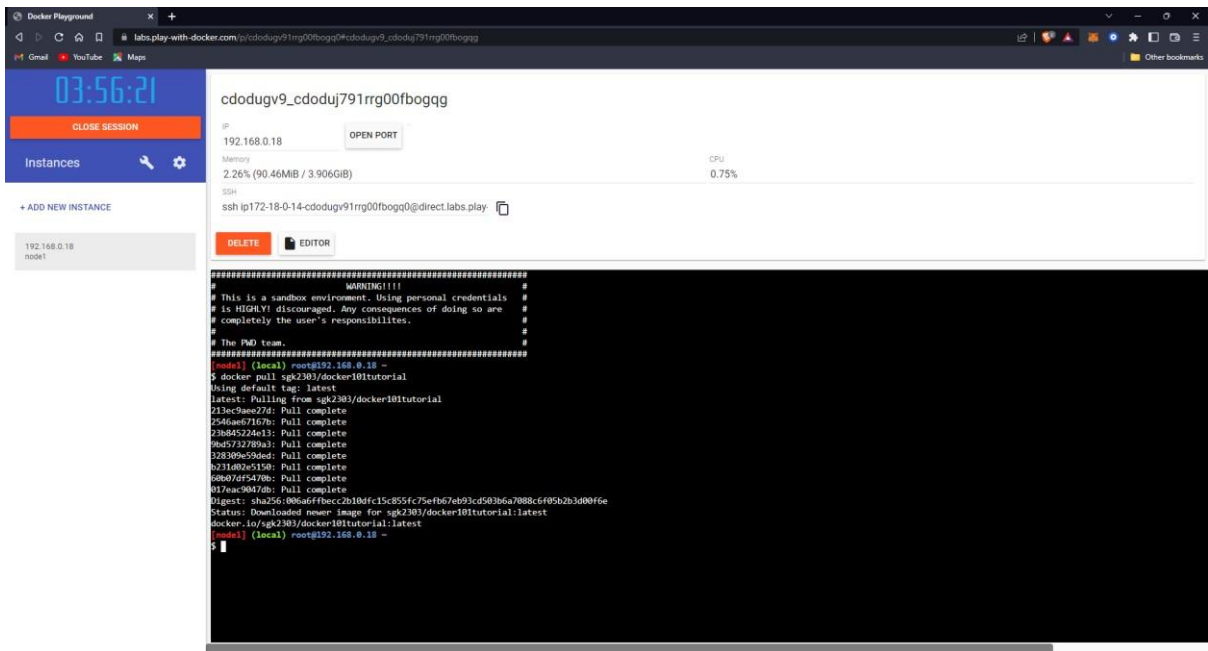 Docker Playground
labs.play-with-docker.com/p/cdodugv91rrg00fbogq0#cdodugv9_cdoduj791rrg00fbogqg
Gmail YouTube Maps Other bookmarks
03:56:21
CLOSE SESSION
Instances
+ ADD NEW INSTANCE
192.168.0.18
node1
cdodugv9_cdoduj791rrg00fbogqg
IP
192.168.0.18
OPEN PORT
Memory
2.26% (90.46MiB / 3.906GiB)
CPU
0.75%
SSH
ssh ip172-18-0-14-cdodugv91rrg00fbogq0@direct.labs.play-
DELETE
EDITOR
###############################################################
# WARNING!!!! #
# This is a sandbox environment. Using personal credentials #
# is HIGHLY! discouraged. Any consequences of doing so are #
# completely the user's responsibilites. #
# #
# The PWD team. #
###############################################################
[node1] (local) root@192.168.0.18 ~
$ docker pull sgk2303/docker101tutorial
Using default tag: latest
latest: Pulling from sgk2303/docker101tutorial
213ec9aee27d: Pull complete
2546ae67167b: Pull complete
23b845224e13: Pull complete
9bd5732789a3: Pull complete
328309e59ded: Pull complete
b231d02e5150: Pull complete
60b07df5470b: Pull complete
017eac9047db: Pull complete
Digest: sha256:006a6ffbecc2b10dfc15c855fc75efb67eb93cd503b6a7088c6f05b2b3d00f6e
Status: Downloaded newer image for sgk2303/docker101tutorial:latest
docker.io/sgk2303/docker101tutorial:latest
[node1] (local) root@192.168.0.18 ~
$